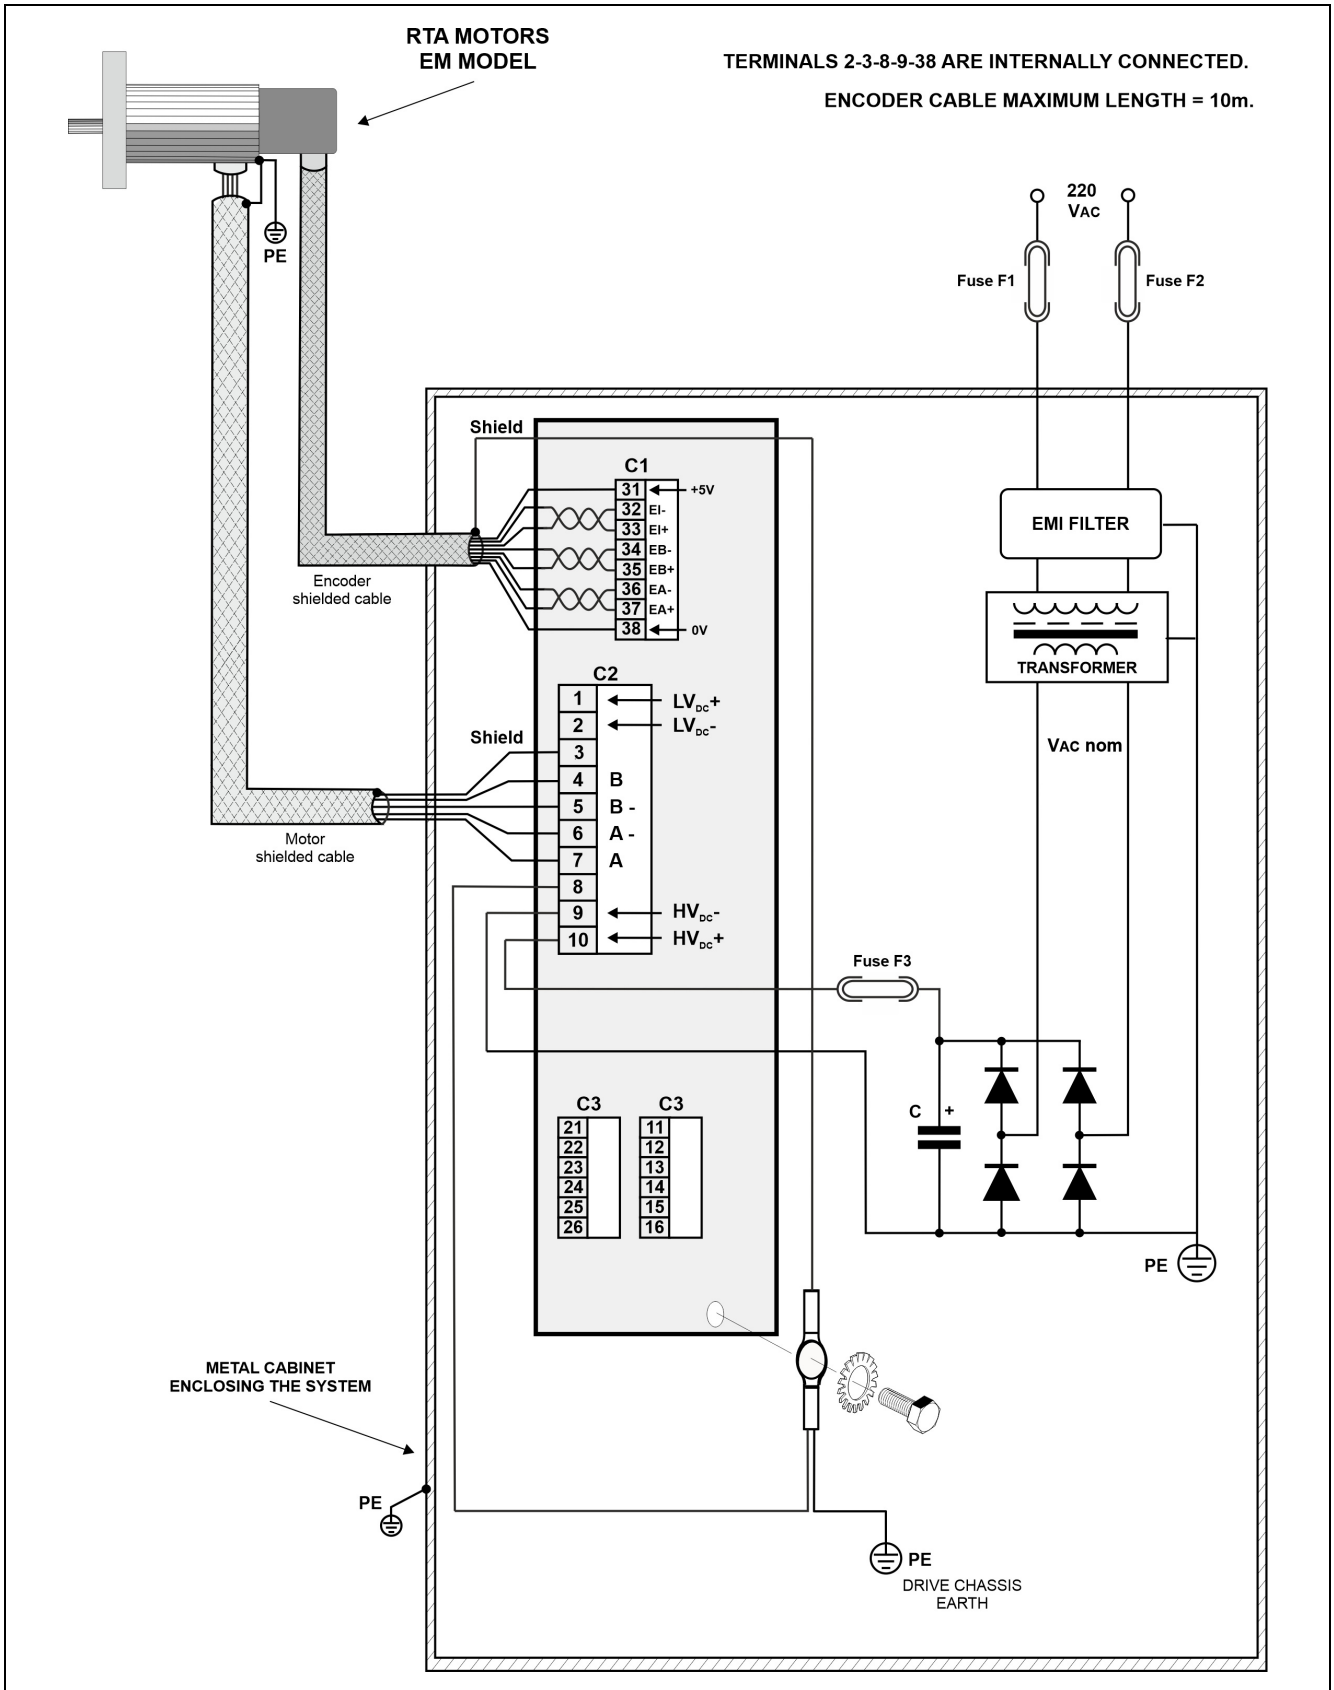 RTA MOTORS
EM MODEL
TERMINALS 2-3-8-9-38 ARE INTERNALLY CONNECTED.
ENCODER CABLE MAXIMUM LENGTH = 10m.
220
VAC
PE
Fuse F1
Fuse F2
Shield
C1
31 +5V
32 EI-
33 EI+
34 EB-
35 EB+
36 EA-
37 EA+
38 0V
EMI FILTER
Encoder
shielded cable
TRANSFORMER
C2
1 LVDC+
2 LVDC-
Shield
3
4 B
5 B -
6 A -
7 A
8
9 HVDC-
10 HVDC+
VAC nom
Motor
shielded cable
Fuse F3
C3 C3
C +
21 11
22 12
23 13
24 14
25 15
26 16
PE
METAL CABINET
ENCLOSING THE SYSTEM
PE
PE
DRIVE CHASSIS
EARTH